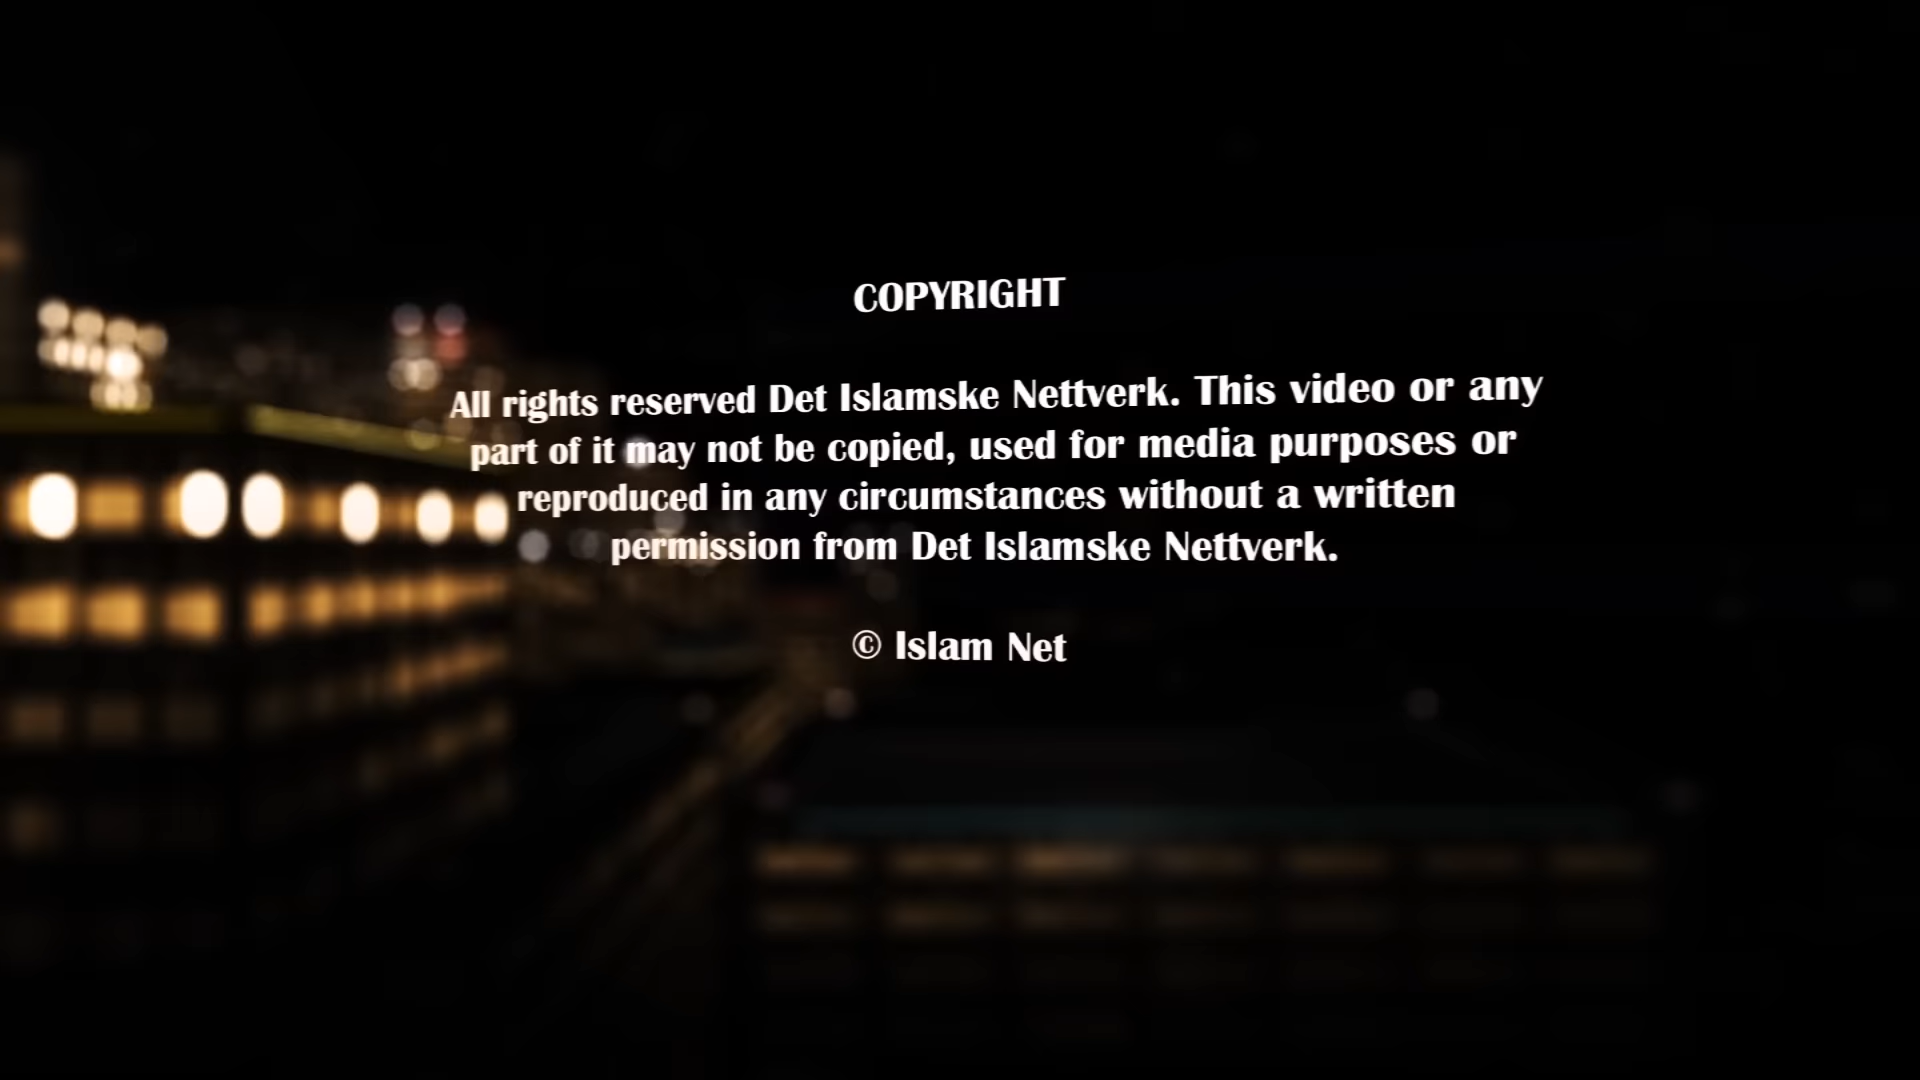 COPYRIGHT
All rights reserved Det Islamske Nettverk. This video or any
part of it may not be copied, used for media purposes or
reproduced in any circumstances without a written
permission from Det Islamske Nettverk.
© Islam Net